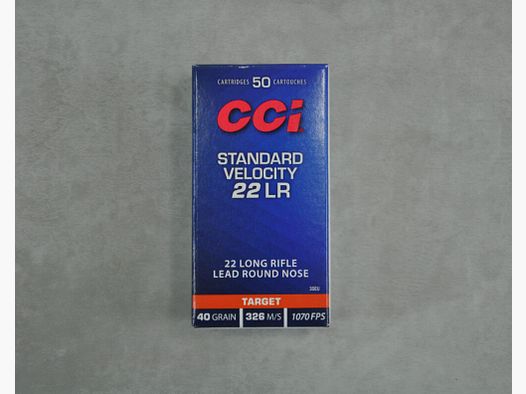 CARTRIDGES 50 CARTOUCHES
CCi
STANDARD
VELOCITY
22 LR
22 LONG RIFLE
LEAD ROUND NOSE
TARGET
40 GRAIN 326 M/S 1070 FPS